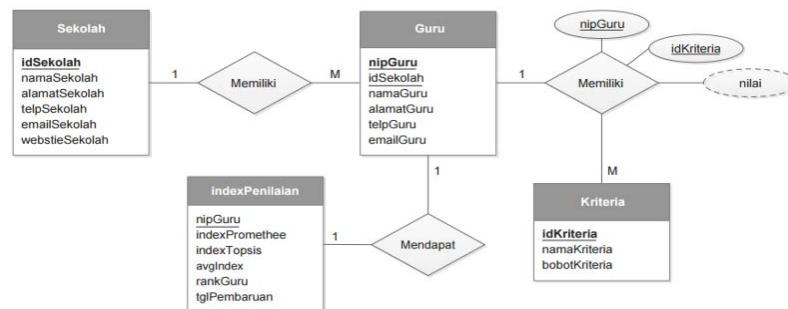 Sekolah
idSekolah
namaSekolah
alamatSekolah
telpSekolah
emailSekolah
webstieSekolah
1
Memiliki
M
Guru
nipGuru
idSekolah
namaGuru
alamatGuru
telpGuru
emailGuru
1
Memiliki
nipGuru
idKriteria
nilai
M
Kriteria
idKriteria
namaKriteria
bobotKriteria
1
Mendapat
1
indexPenilaian
nipGuru
indexPromethee
indexTopsis
avgIndex
rankGuru
tglPembaruan